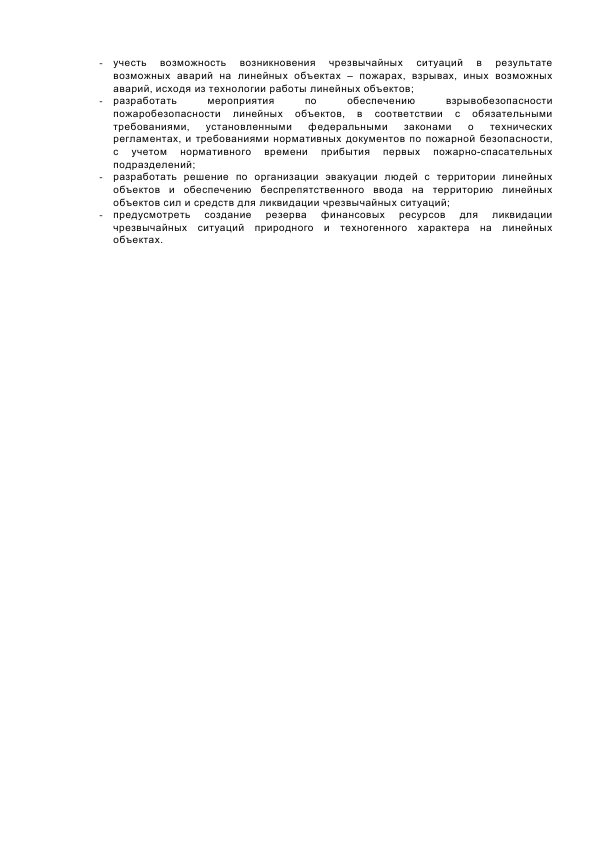 - учесть возможность возникновения чрезвычайных ситуаций в результате
возможных аварий на линейных объектах – пожарах, взрывах, иных возможных
аварий, исходя из технологии работы линейных объектов;
- разработать мероприятия по обеспечению взрывобезопасности
пожаробезопасности линейных объектов, в соответствии с обязательными
требованиями, установленными федеральными законами о технических
регламентах, и требованиями нормативных документов по пожарной безопасности,
с учетом нормативного времени прибытия первых пожарно-спасательных
подразделений;
- разработать решение по организации эвакуации людей с территории линейных
объектов и обеспечению беспрепятственного ввода на территорию линейных
объектов сил и средств для ликвидации чрезвычайных ситуаций;
- предусмотреть создание резерва финансовых ресурсов для ликвидации
чрезвычайных ситуаций природного и техногенного характера на линейных
объектах.